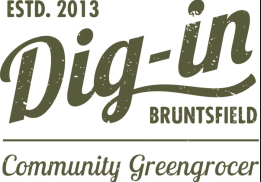 ESTD. 2013
Dig-in
BRUNTSFIELD
Community Greengrocer